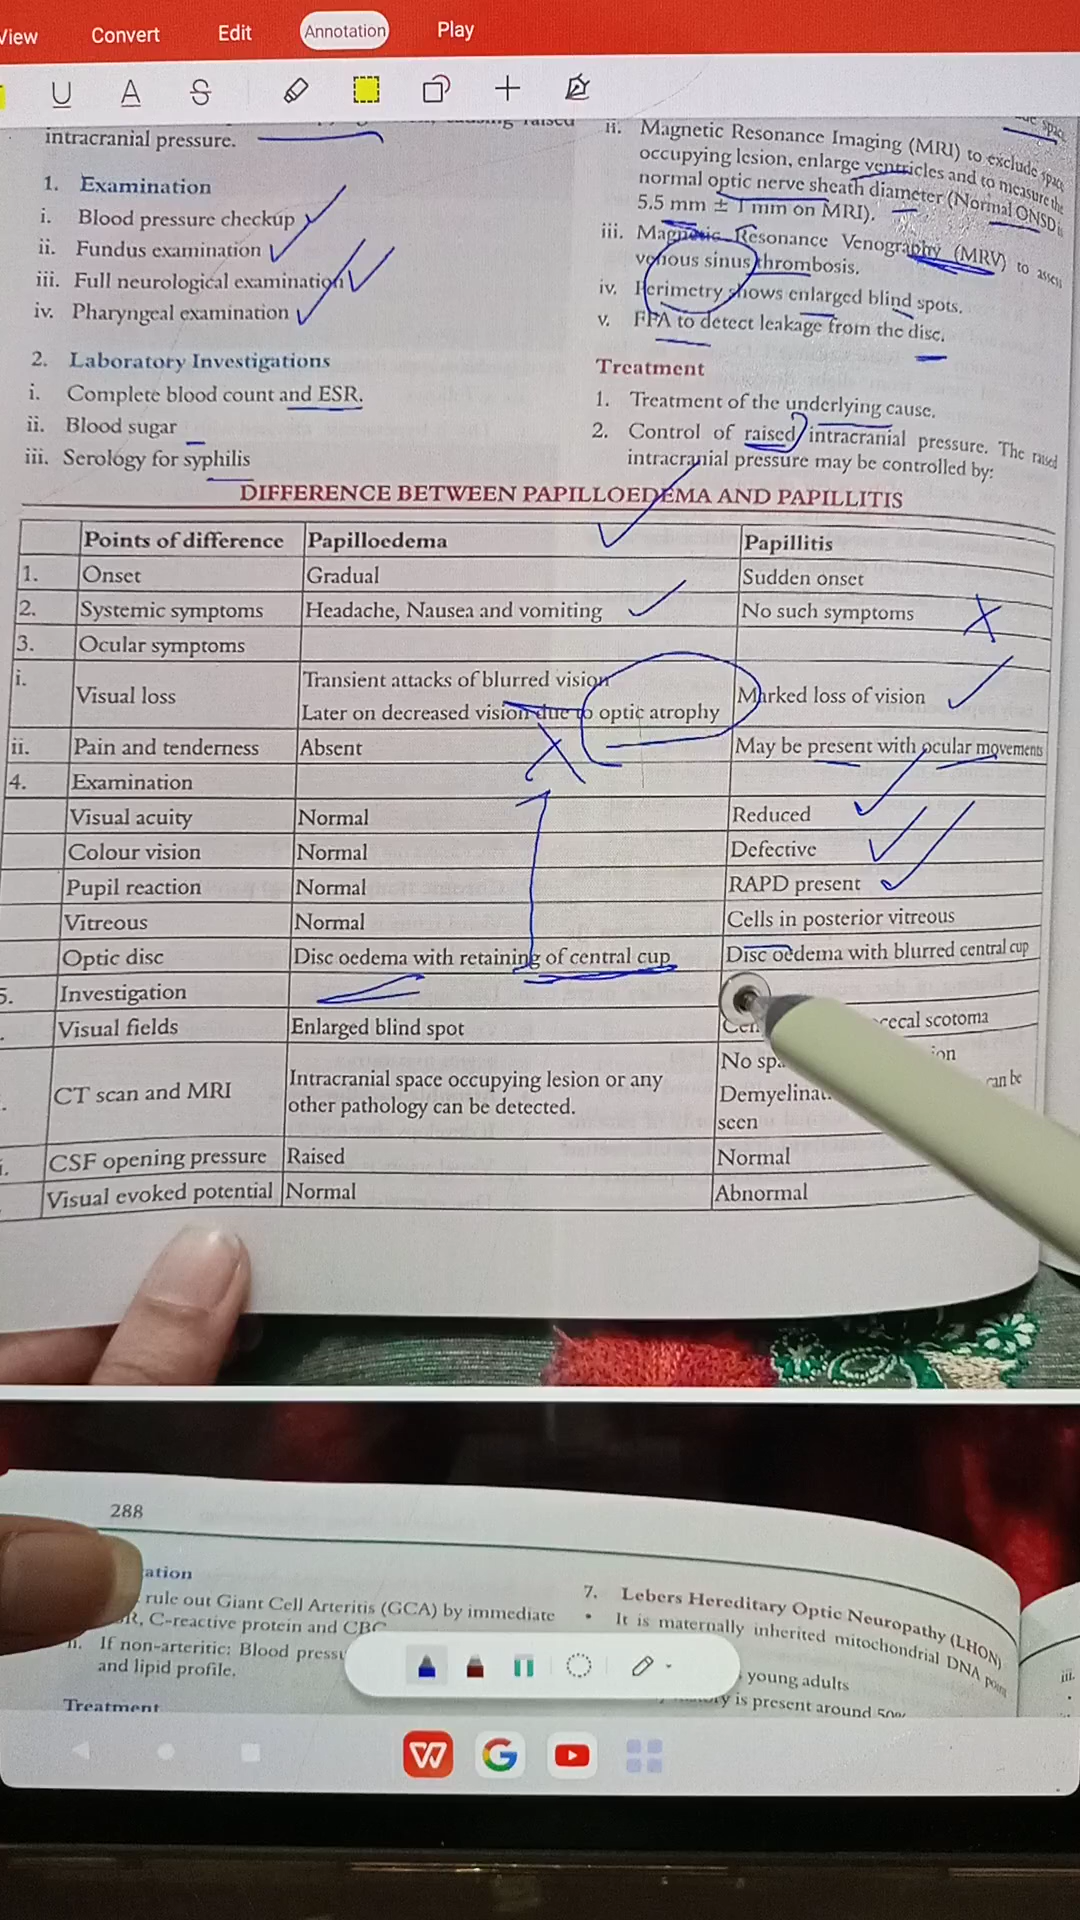 View Convert Edit Annotation Play
U A S
intracranial pressure.
1. Examination
i. Blood pressure checkup
ii. Fundus examination
iii. Full neurological examination
iv. Pharyngeal examination
2. Laboratory Investigations
i. Complete blood count and ESR.
ii. Blood sugar
iii. Serology for syphilis
ii. Magnetic Resonance Imaging (MRI) to exclude space
occupying lesion, enlarge ventricles and to measure the
normal optic nerve sheath diameter (Normal ONSD is
5.5 mm ± 1 mm on MRI).
iii. Magnetic Resonance Venography (MRV) to assess
venous sinus thrombosis.
iv. Perimetry shows enlarged blind spots.
v. FFA to detect leakage from the disc.
Treatment
1. Treatment of the underlying cause.
2. Control of raised intracranial pressure. The raised
intracranial pressure may be controlled by:
DIFFERENCE BETWEEN PAPILLOEDEMA AND PAPILLITIS
Points of difference Papilloedema Papillitis
1. Onset Gradual Sudden onset
2. Systemic symptoms Headache, Nausea and vomiting No such symptoms
3. Ocular symptoms
i. Visual loss Transient attacks of blurred vision Marked loss of vision
Later on decreased vision due to optic atrophy
ii. Pain and tenderness Absent May be present with ocular movements
4. Examination
Visual acuity Normal Reduced
Colour vision Normal Defective
Pupil reaction Normal RAPD present
Vitreous Normal Cells in posterior vitreous
Optic disc Disc oedema with retaining of central cup Disc oedema with blurred central cup
5. Investigation
Visual fields Enlarged blind spot cecal scotoma
CT scan and MRI Intracranial space occupying lesion or any No
other pathology can be detected. can be
seen
CSF opening pressure Raised Normal
Visual evoked potential Normal Abnormal
288
rule out Giant Cell Arteritis (GCA) by immediate
C-reactive protein and CBC
ii. If non-arteritic: Blood
and lipid profile.
Treatment
7. Lebers Hereditary Optic Neuropathy (LHON)
• It is maternally inherited mitochondrial DNA point
young adults
is present around 50%
iii.